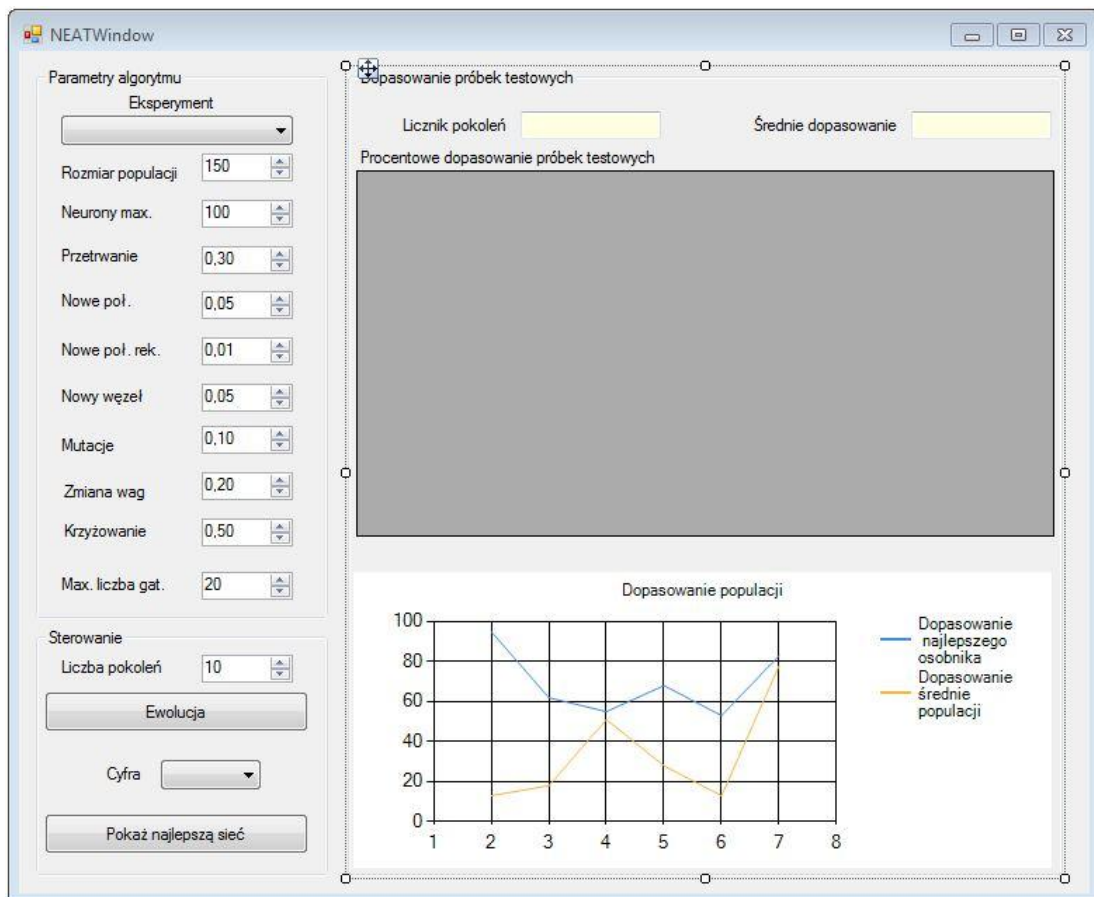 NEATWindow
Parametry algorytmu
Eksperyment
Rozmiar populacji 150
Neurony max. 100
Przetrwanie 0,30
Nowe poł. 0,05
Nowe poł. rek. 0,01
Nowy węzeł 0,05
Mutacje 0,10
Zmiana wag 0,20
Krzyżowanie 0,50
Max. liczba gat. 20
Sterowanie
Liczba pokoleń 10
Ewolucja
Cyfra
Pokaż najlepszą sieć
Dopasowanie próbek testowych
Licznik pokoleń Średnie dopasowanie
Procentowe dopasowanie próbek testowych
Dopasowanie populacji
100
80
60
40
20
0
1 2 3 4 5 6 7 8
Dopasowanie
najlepszego
osobnika
Dopasowanie
średnie
populacji